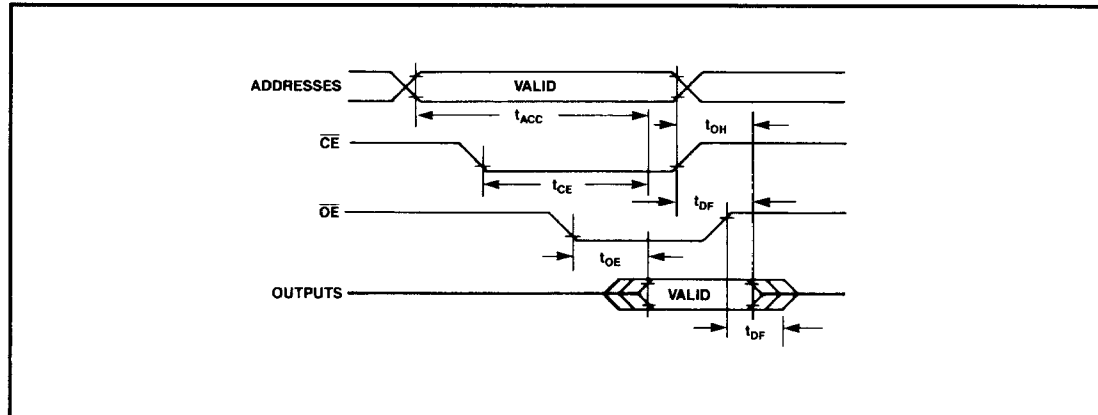 ADDRESSES VALID
tACC tOH
CE
tCE tDF
OE
tOE
OUTPUTS VALID
tDF